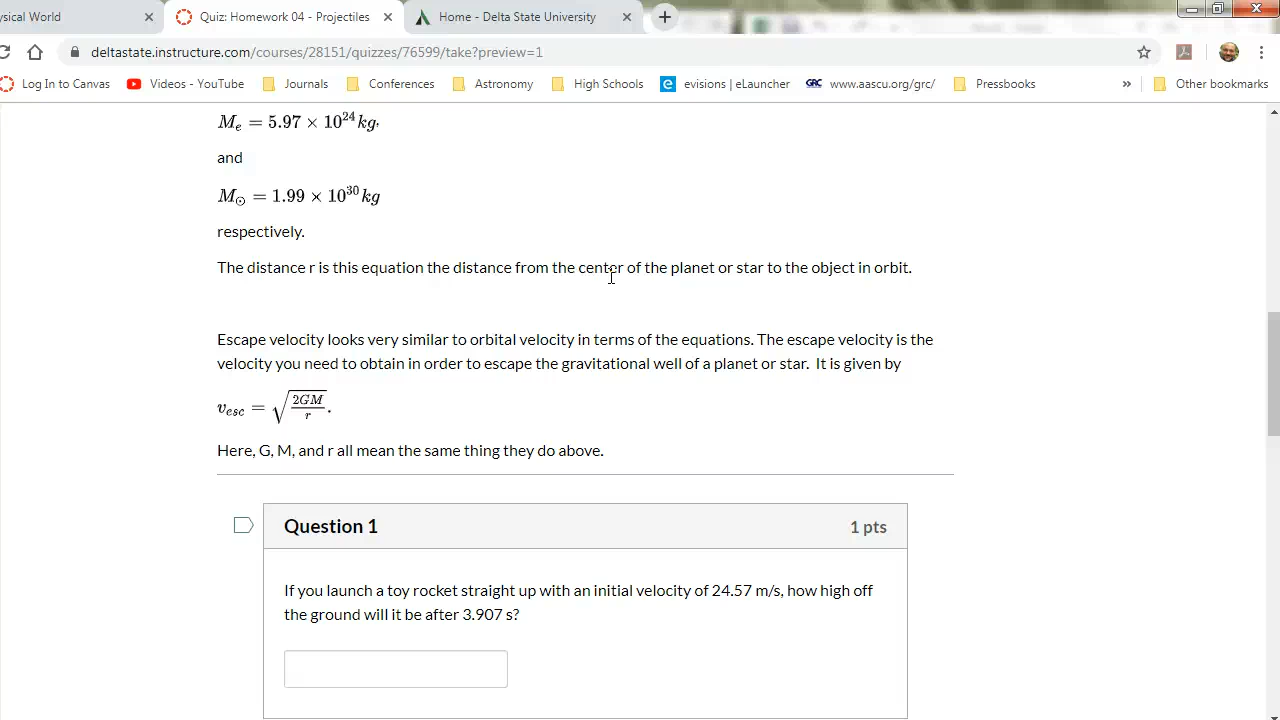 ysical World
Quiz: Homework 04 - Projectiles
Home - Delta State University
deltastate.instructure.com/courses/28151/quizzes/76599/take?preview=1
Log In to Canvas
Videos - YouTube
Journals
Conferences
Astronomy
High Schools
e
evisions | eLauncher
GRC
www.aascu.org/grc/
Pressbooks
»
Other bookmarks
Mₑ = 5.97 × 10²⁴ kg,
and
M☉ = 1.99 × 10³⁰ kg
respectively.
The distance r is this equation the distance from the center of the planet or star to the object in orbit.
Escape velocity looks very similar to orbital velocity in terms of the equations. The escape velocity is the
velocity you need to obtain in order to escape the gravitational well of a planet or star. It is given by
v_esc = √(2GM/r).
Here, G, M, and r all mean the same thing they do above.
Question 1
1 pts
If you launch a toy rocket straight up with an initial velocity of 24.57 m/s, how high off
the ground will it be after 3.907 s?